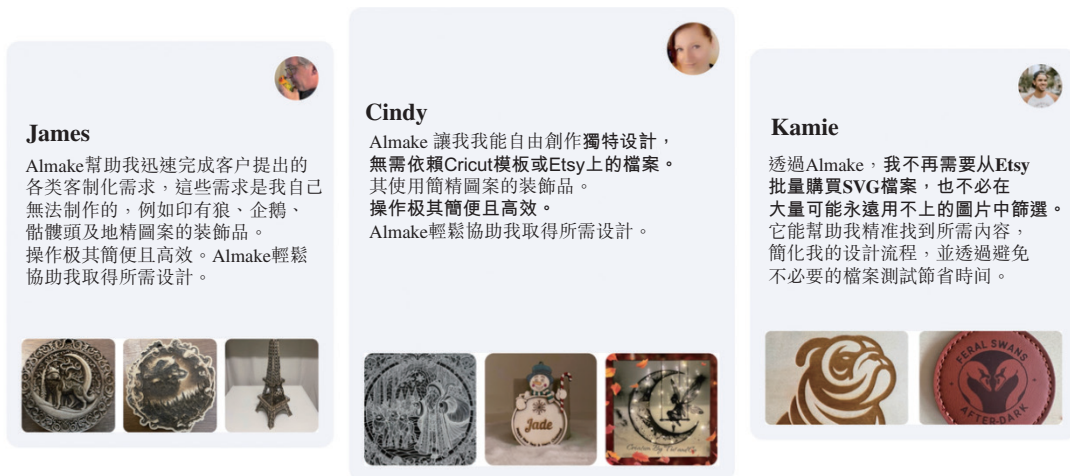 James
Almake幫助我迅速完成客户提出的
各类客制化需求，這些需求是我自己
無法制作的，例如印有狼、企鵝、
骷髏頭及地精圖案的装飾品。
操作极其簡便且高效。Almake輕鬆
協助我取得所需设計。
Cindy
Almake 讓我我能自由創作獨特设計，
無需依賴Cricut模板或Etsy上的檔案。
其使用簡精圖案的装飾品。
操作极其簡便且高效。
Almake輕鬆協助我取得所需设計。
Jade
Kamie
透過Almake，我不再需要从Etsy
批量購買SVG檔案，也不必在
大量可能永遠用不上的圖片中篩選。
它能幫助我精准找到所需內容，
簡化我的设計流程，並透過避免
不必要的檔案測試節省時间。
FERAL SWANS
AFTER-DARK